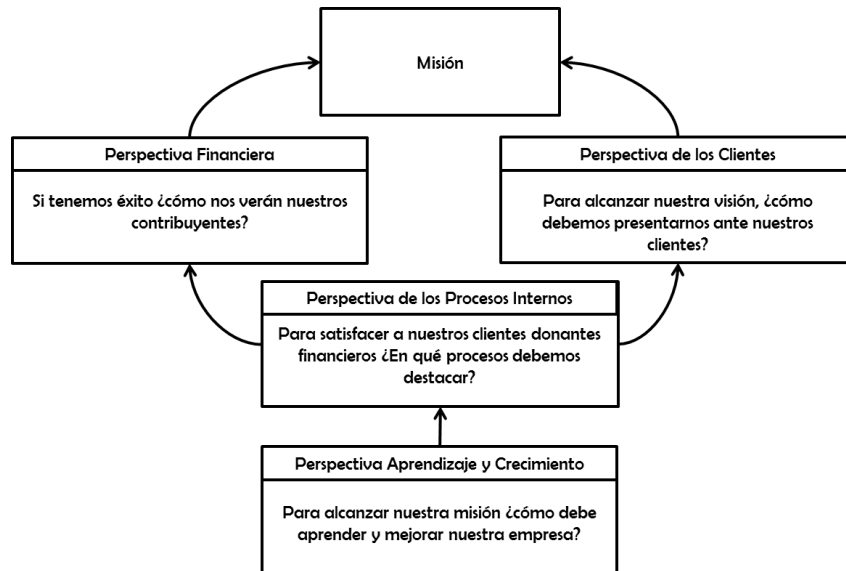 Misión
Perspectiva Financiera
Si tenemos éxito ¿cómo nos verán nuestros
contribuyentes?
Perspectiva de los Clientes
Para alcanzar nuestra visión, ¿cómo
debemos presentarnos ante nuestros
clientes?
Perspectiva de los Procesos Internos
Para satisfacer a nuestros clientes donantes
financieros ¿En qué procesos debemos
destacar?
Perspectiva Aprendizaje y Crecimiento
Para alcanzar nuestra misión ¿cómo debe
aprender y mejorar nuestra empresa?